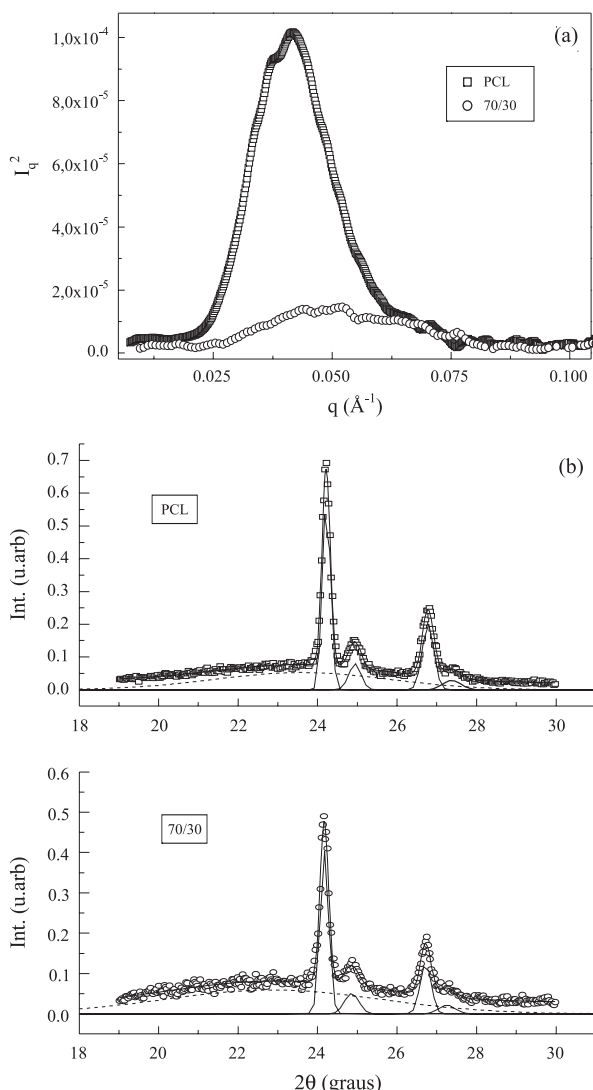 (a)
1,0x10-4
8,0x10-5
6,0x10-5
4,0x10-5
2,0x10-5
0.0
I_q^2
PCL
70/30
0.025 0.050 0.075 0.100
q (Å-1)
(b)
PCL
0.7
0.6
0.5
0.4
0.3
0.2
0.1
0.0
Int. (u.arb)
18 20 22 24 26 28 30
70/30
0.6
0.5
0.4
0.3
0.2
0.1
0.0
Int. (u.arb)
18 20 22 24 26 28 30
2θ (graus)